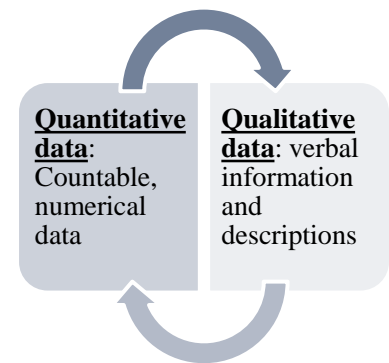 Quantitative
data:
Countable,
numerical
data
Qualitative
data: verbal
information
and
descriptions